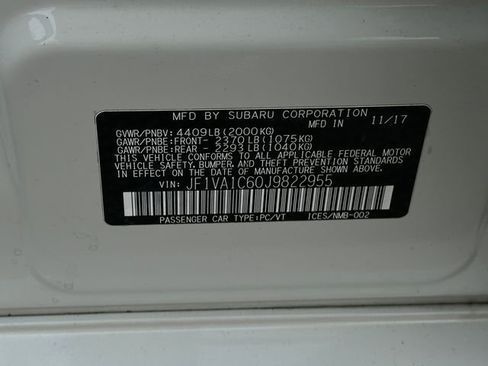 MFD BY SUBARU CORPORATION
MFD IN 11/17
GVWR/PNBV: 4409LB(2000KG)
GAWR/PNBE:FRONT- 2370LB(1075KG)
GAWR/PNBE:REAR - 2293LB(1040KG)
THIS VEHICLE CONFORMS TO ALL APPLICABLE FEDERAL MOTOR
VEHICLE SAFETY, BUMPER, AND THEFT PREVENTION STANDARDS
IN EFFECT ON THE DATE OF MANUFACTURE SHOWN ABOVE.
VIN: JF1VA1C60J9822955
PASSENGER CAR TYPE:PC/VT ICES/NMB-002